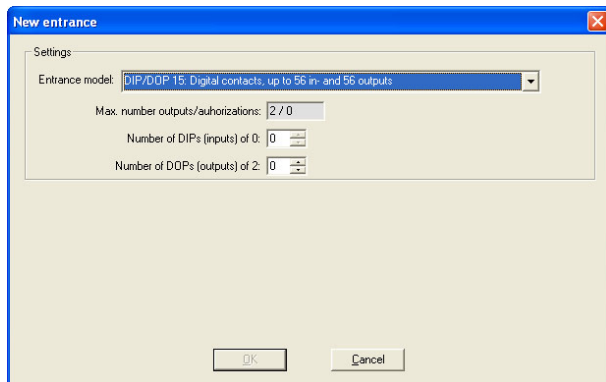 New entrance
Settings
Entrance model: DIP/DOP 15: Digital contacts, up to 56 in- and 56 outputs
Max. number outputs/auhorizations: 2 / 0
Number of DIPs (inputs) of 0: 0
Number of DOPs (outputs) of 2: 0
OK Cancel